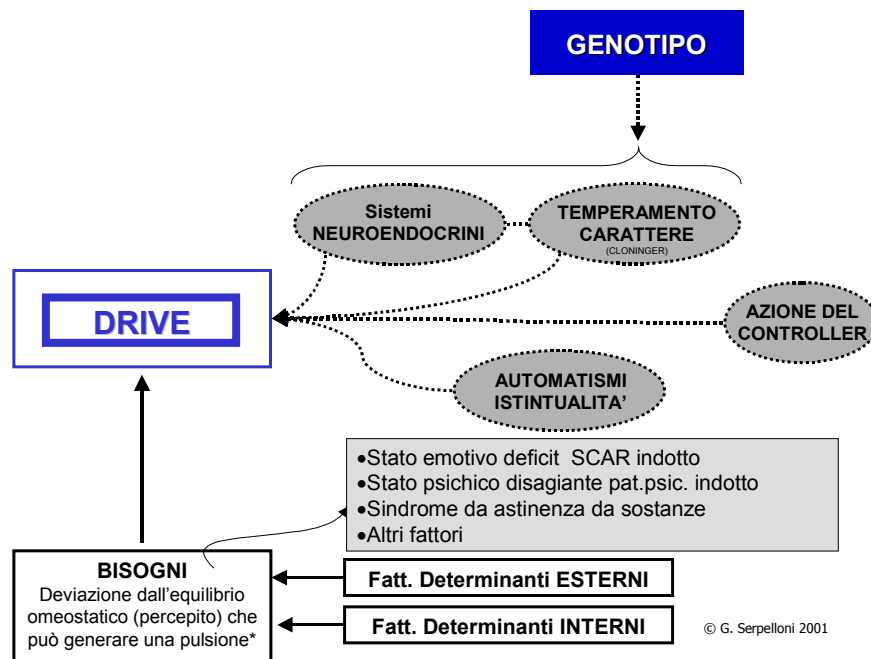 GENOTIPO
Sistemi
NEUROENDOCRINI
TEMPERAMENTO
CARATTERE
(CLONINGER)
DRIVE
AZIONE DEL
CONTROLLER
AUTOMATISMI
ISTINTUALITA’
•Stato emotivo deficit SCAR indotto
•Stato psichico disagiante pat.psic. indotto
•Sindrome da astinenza da sostanze
•Altri fattori
BISOGNI
Deviazione dall’equilibrio
omeostatico (percepito) che
può generare una pulsione*
Fatt. Determinanti ESTERNI
Fatt. Determinanti INTERNI
© G. Serpelloni 2001